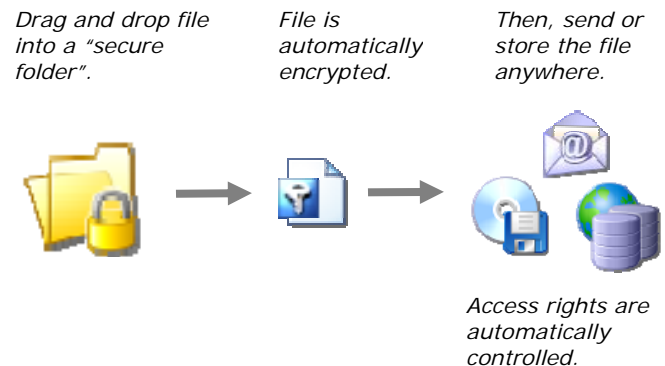 Drag and drop file
into a “secure
folder”.
File is
automatically
encrypted.
Then, send or
store the file
anywhere.
@
Access rights are
automatically
controlled.